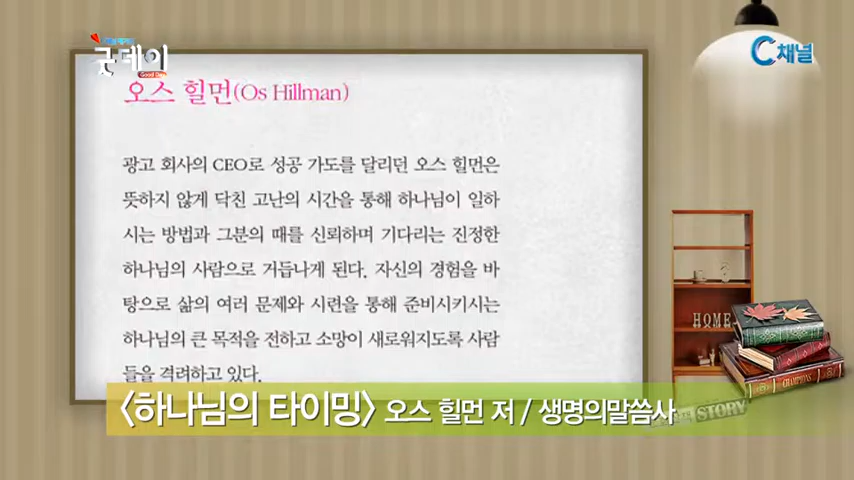 굿데이
Good Day
C채널
오스 힐먼(Os Hillman)
광고 회사의 CEO로 성공 가도를 달리던 오스 힐먼은
뜻하지 않게 닥친 고난의 시간을 통해 하나님이 일하
시는 방법과 그분의 때를 신뢰하며 기다리는 진정한
하나님의 사람으로 거듭나게 된다. 자신의 경험을 바
탕으로 삶의 여러 문제와 시련을 통해 준비시키시는
하나님의 큰 목적을 전하고 소망이 새로워지도록 사람
들을 격려하고 있다.
HOME
CHAMPIONS
STORY
<하나님의 타이밍> 오스 힐먼 저 / 생명의말씀사